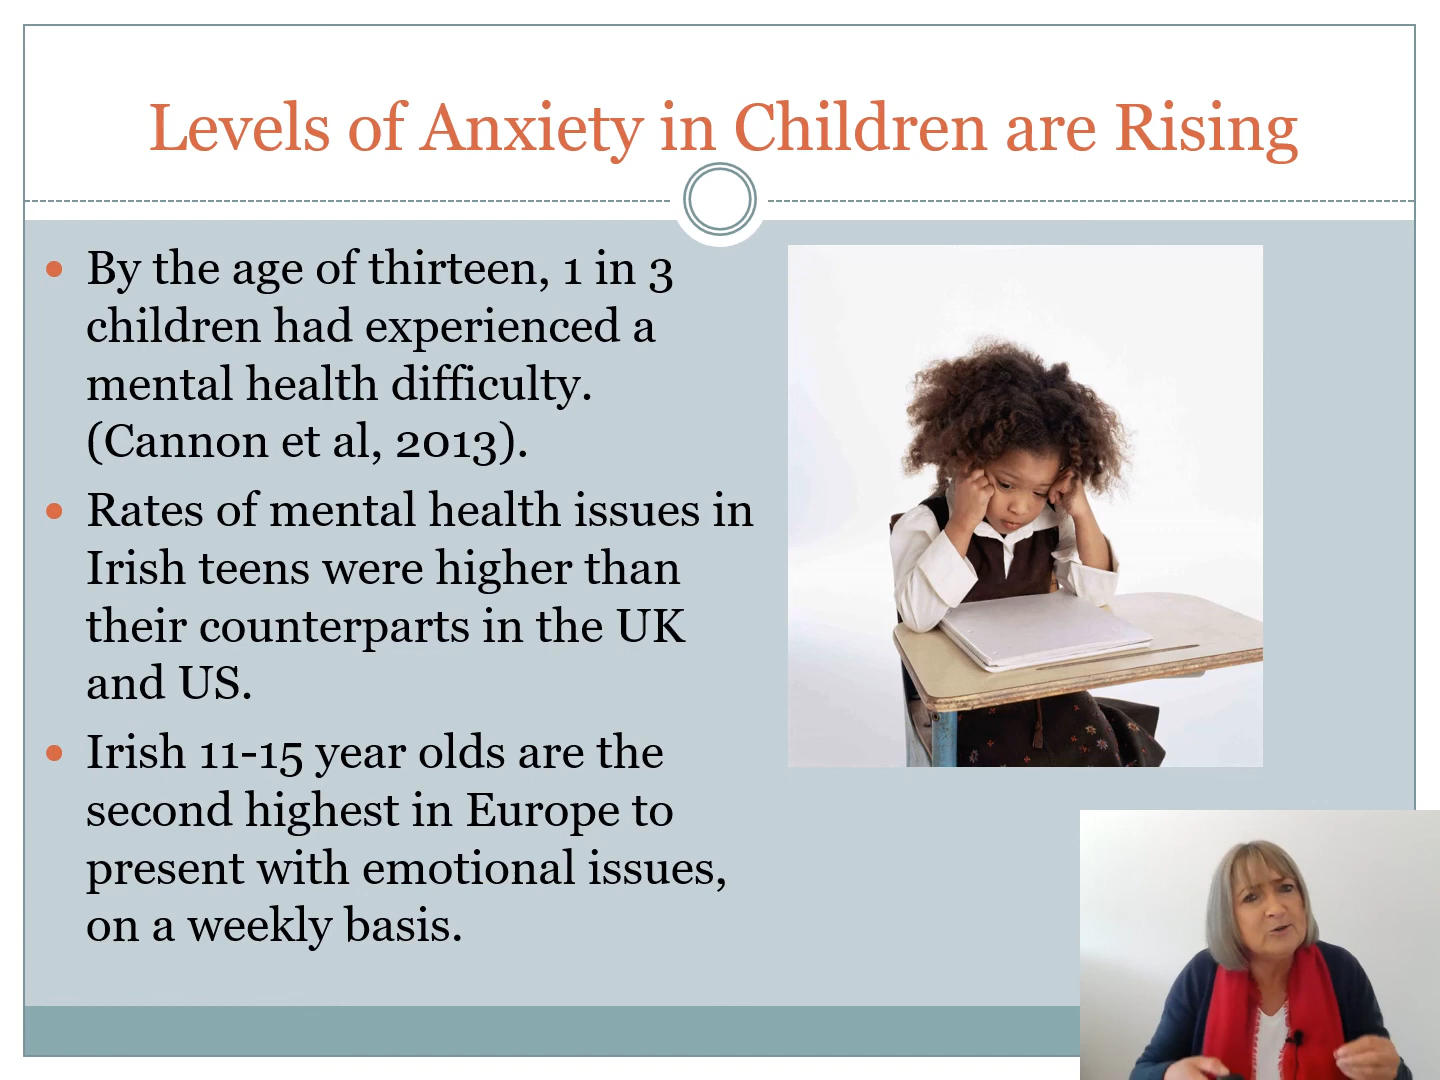 Levels of Anxiety in Children are Rising
By the age of thirteen, 1 in 3
children had experienced a
mental health difficulty.
(Cannon et al, 2013).
Rates of mental health issues in
Irish teens were higher than
their counterparts in the UK
and US.
Irish 11-15 year olds are the
second highest in Europe to
present with emotional issues,
on a weekly basis.